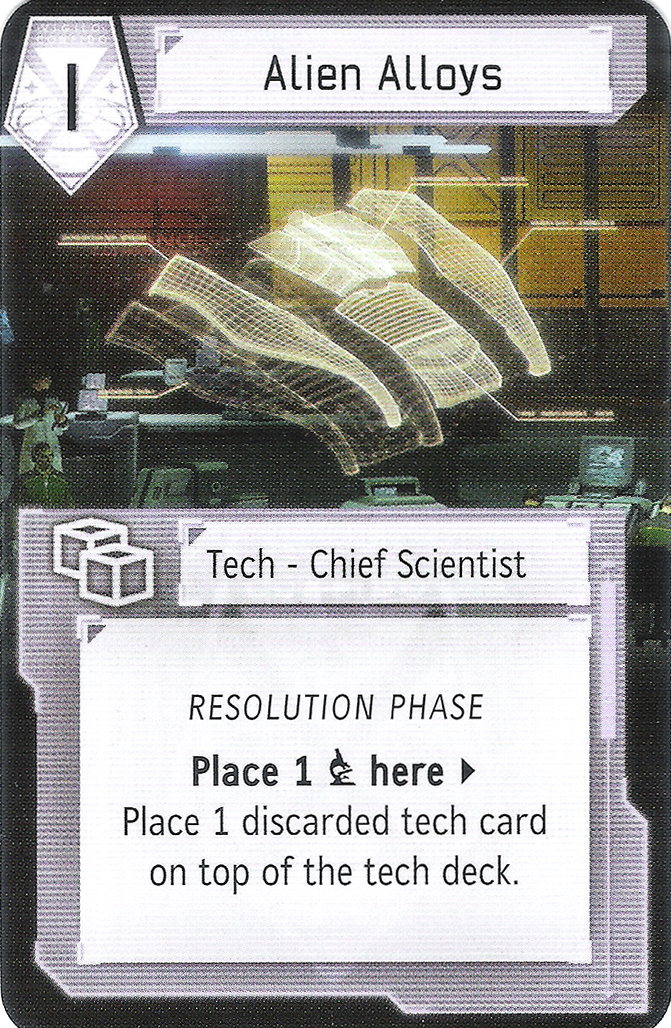 I
Alien Alloys
Tech - Chief Scientist
RESOLUTION PHASE
Place 1 here ▸
Place 1 discarded tech card
on top of the tech deck.